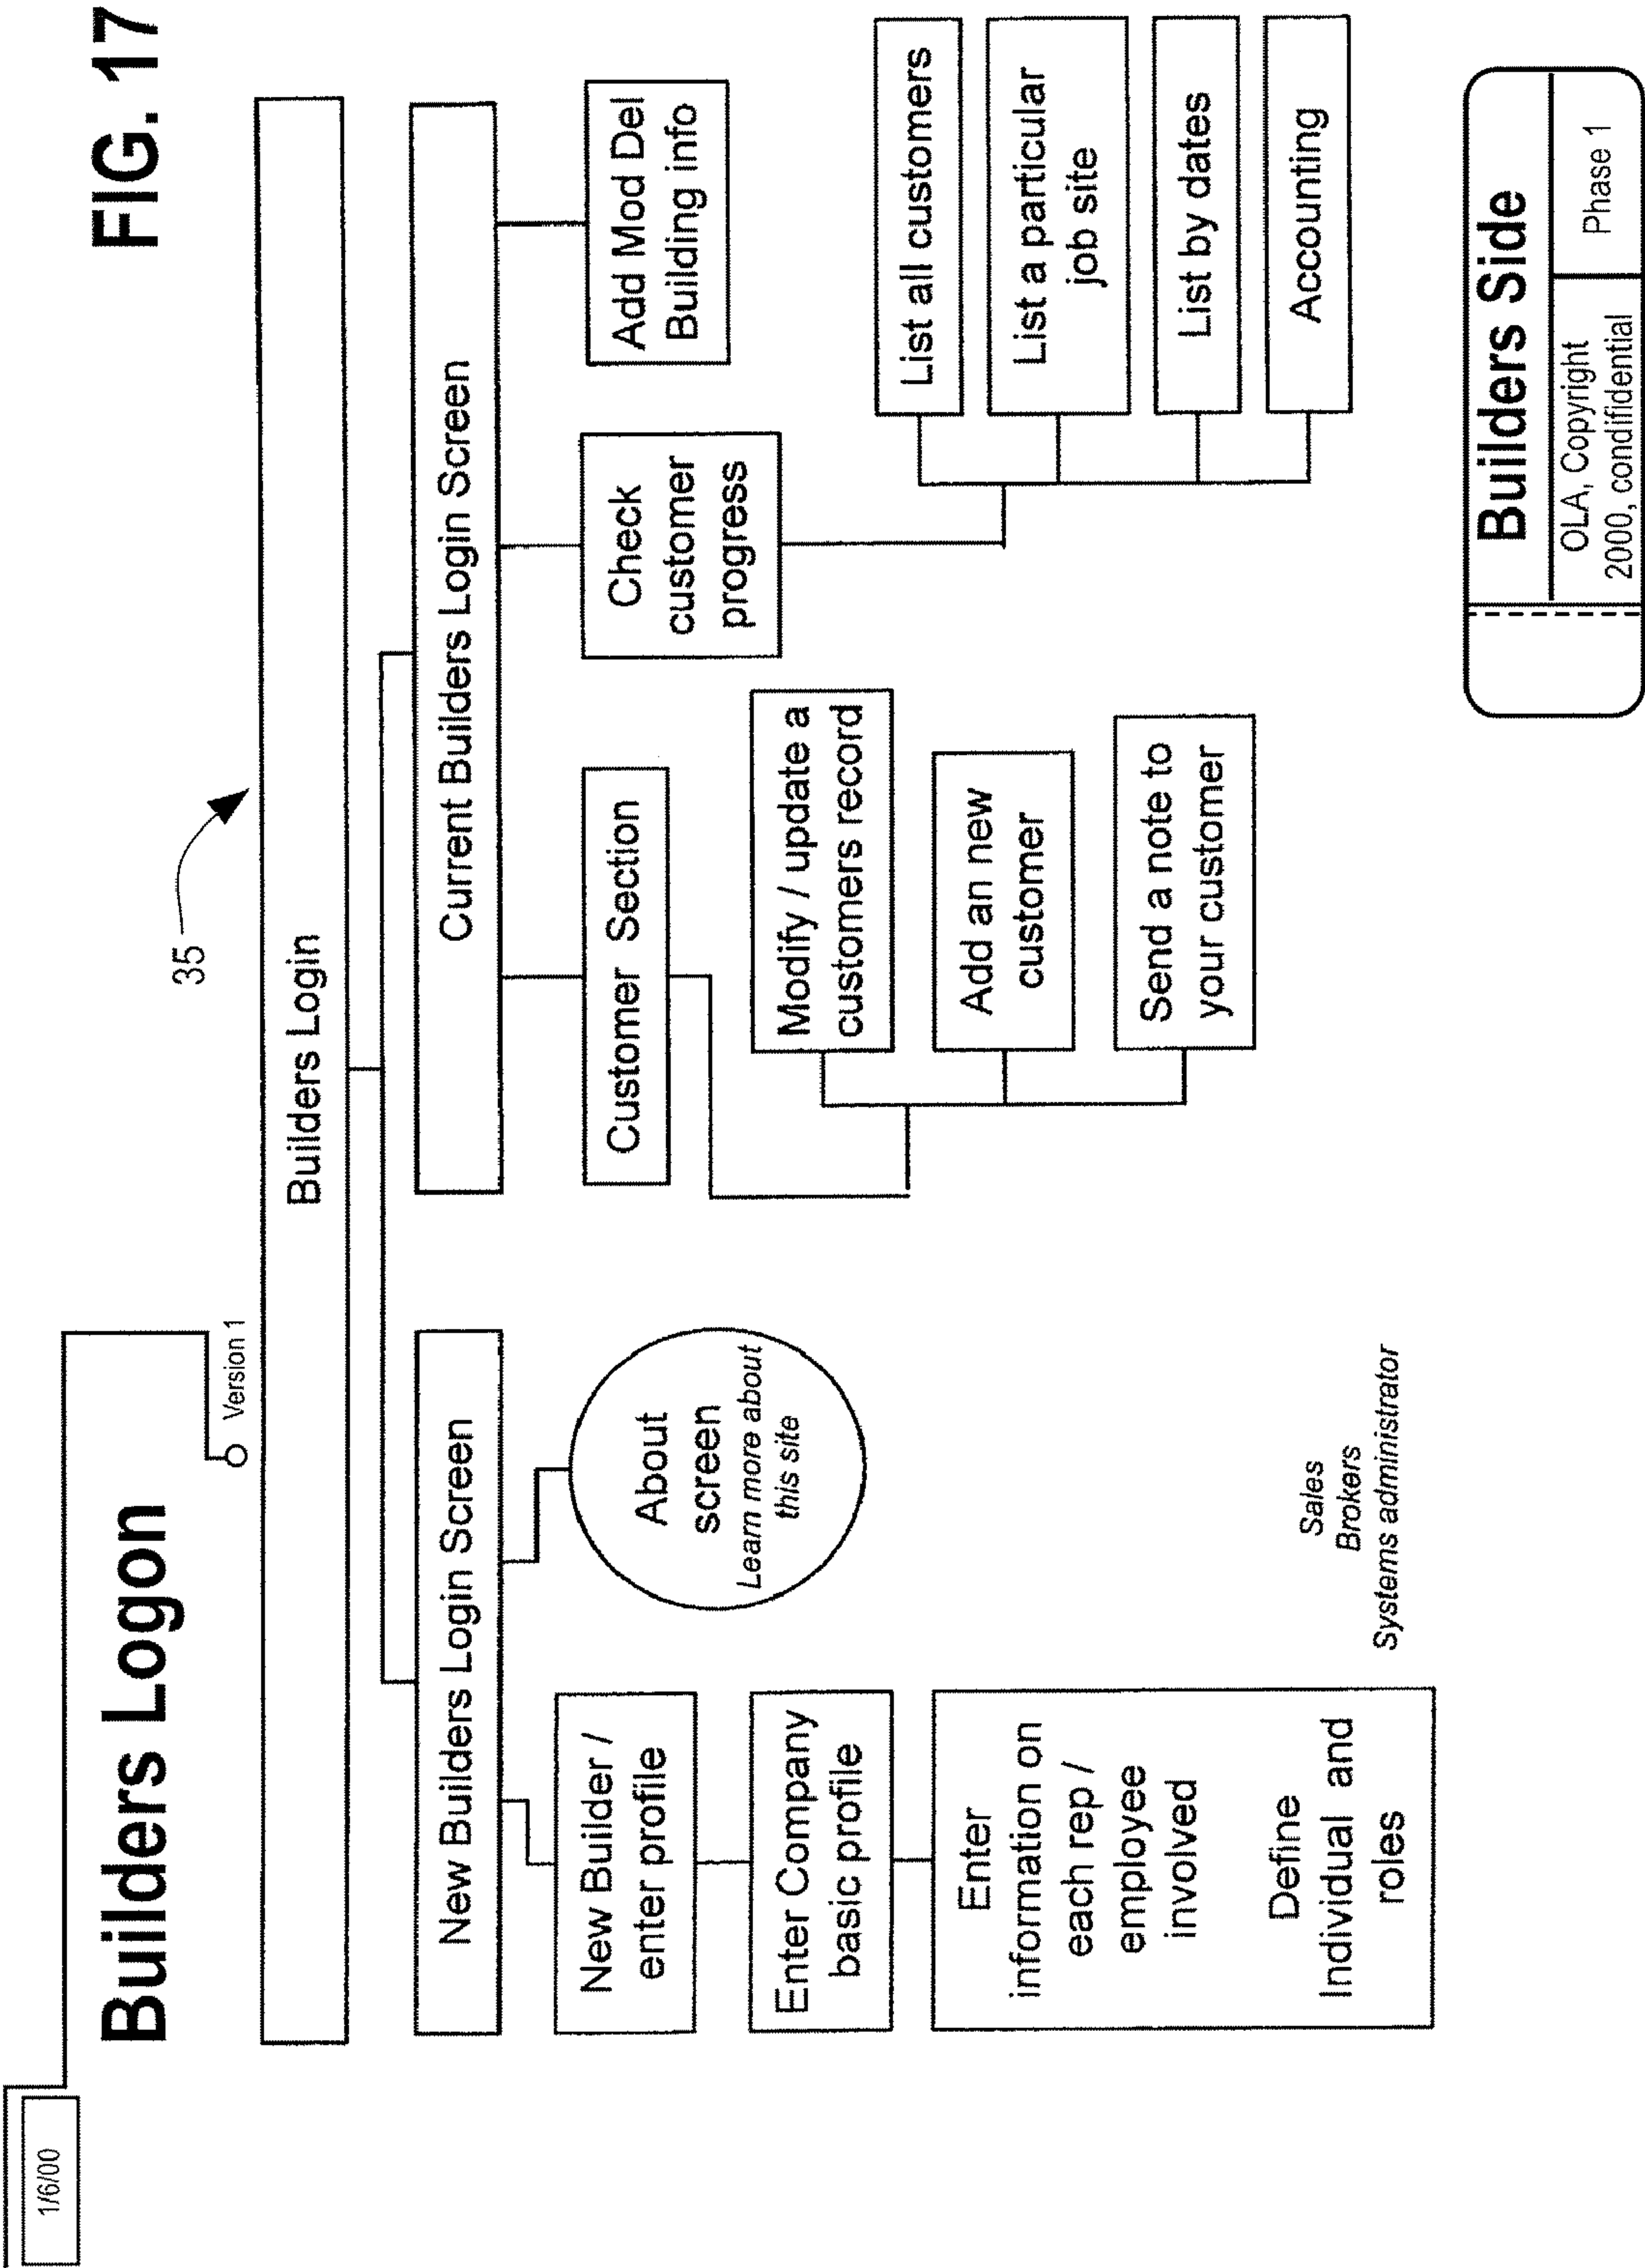 1/6/00
FIG. 17
Builders Logon
Version 1
35
Builders Login
New Builders Login Screen
Current Builders Login Screen
New Builder /
enter profile
About
screen
Learn more about
this site
Customer Section
Check
customer
progress
Add Mod Del
Building info
Enter Company
basic profile
Modify / update a
customers record
Add an new
customer
Send a note to
your customer
List all customers
List a particular
job site
List by dates
Accounting
Enter
information on
each rep /
employee
involved
Define
Individual and
roles
Sales
Brokers
Systems administrator
Builders Side
OLA, Copyright
2000, condifidential
Phase 1